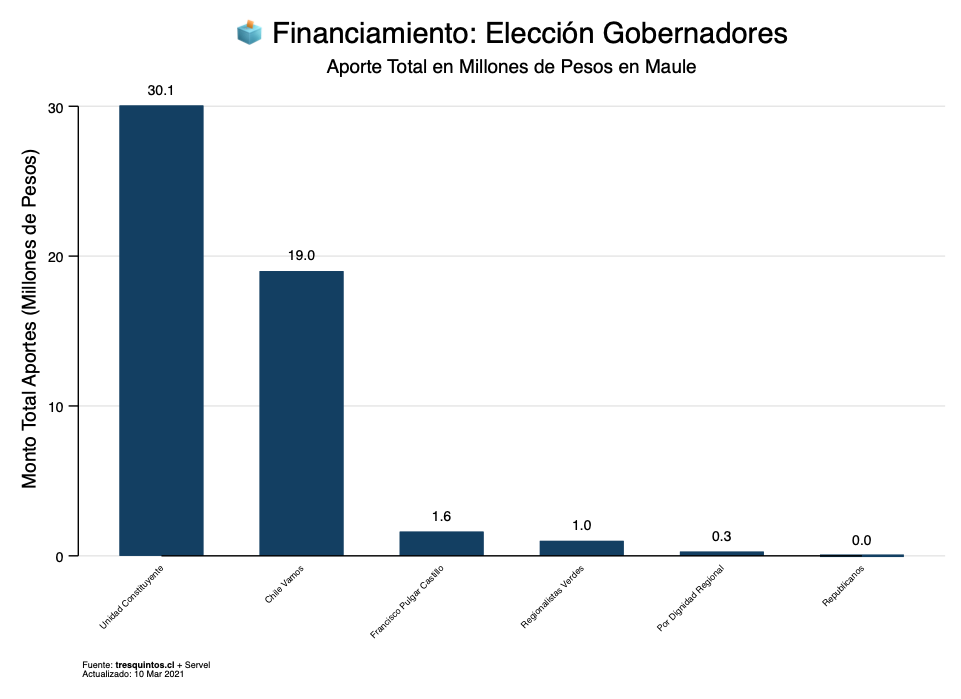 Financiamiento: Elección Gobernadores
Aporte Total en Millones de Pesos en Maule
Monto Total Aportes (Millones de Pesos)
30
20
10
0
30.1
19.0
1.6
1.0
0.3
0.0
Unidad Constituyente
Chile Vamos
Francisco Pulgar Castillo
Regionalistas Verdes
Por Dignidad Regional
Republicanos
Fuente: tresquintos.cl + Servel
Actualizado: 10 Mar 2021